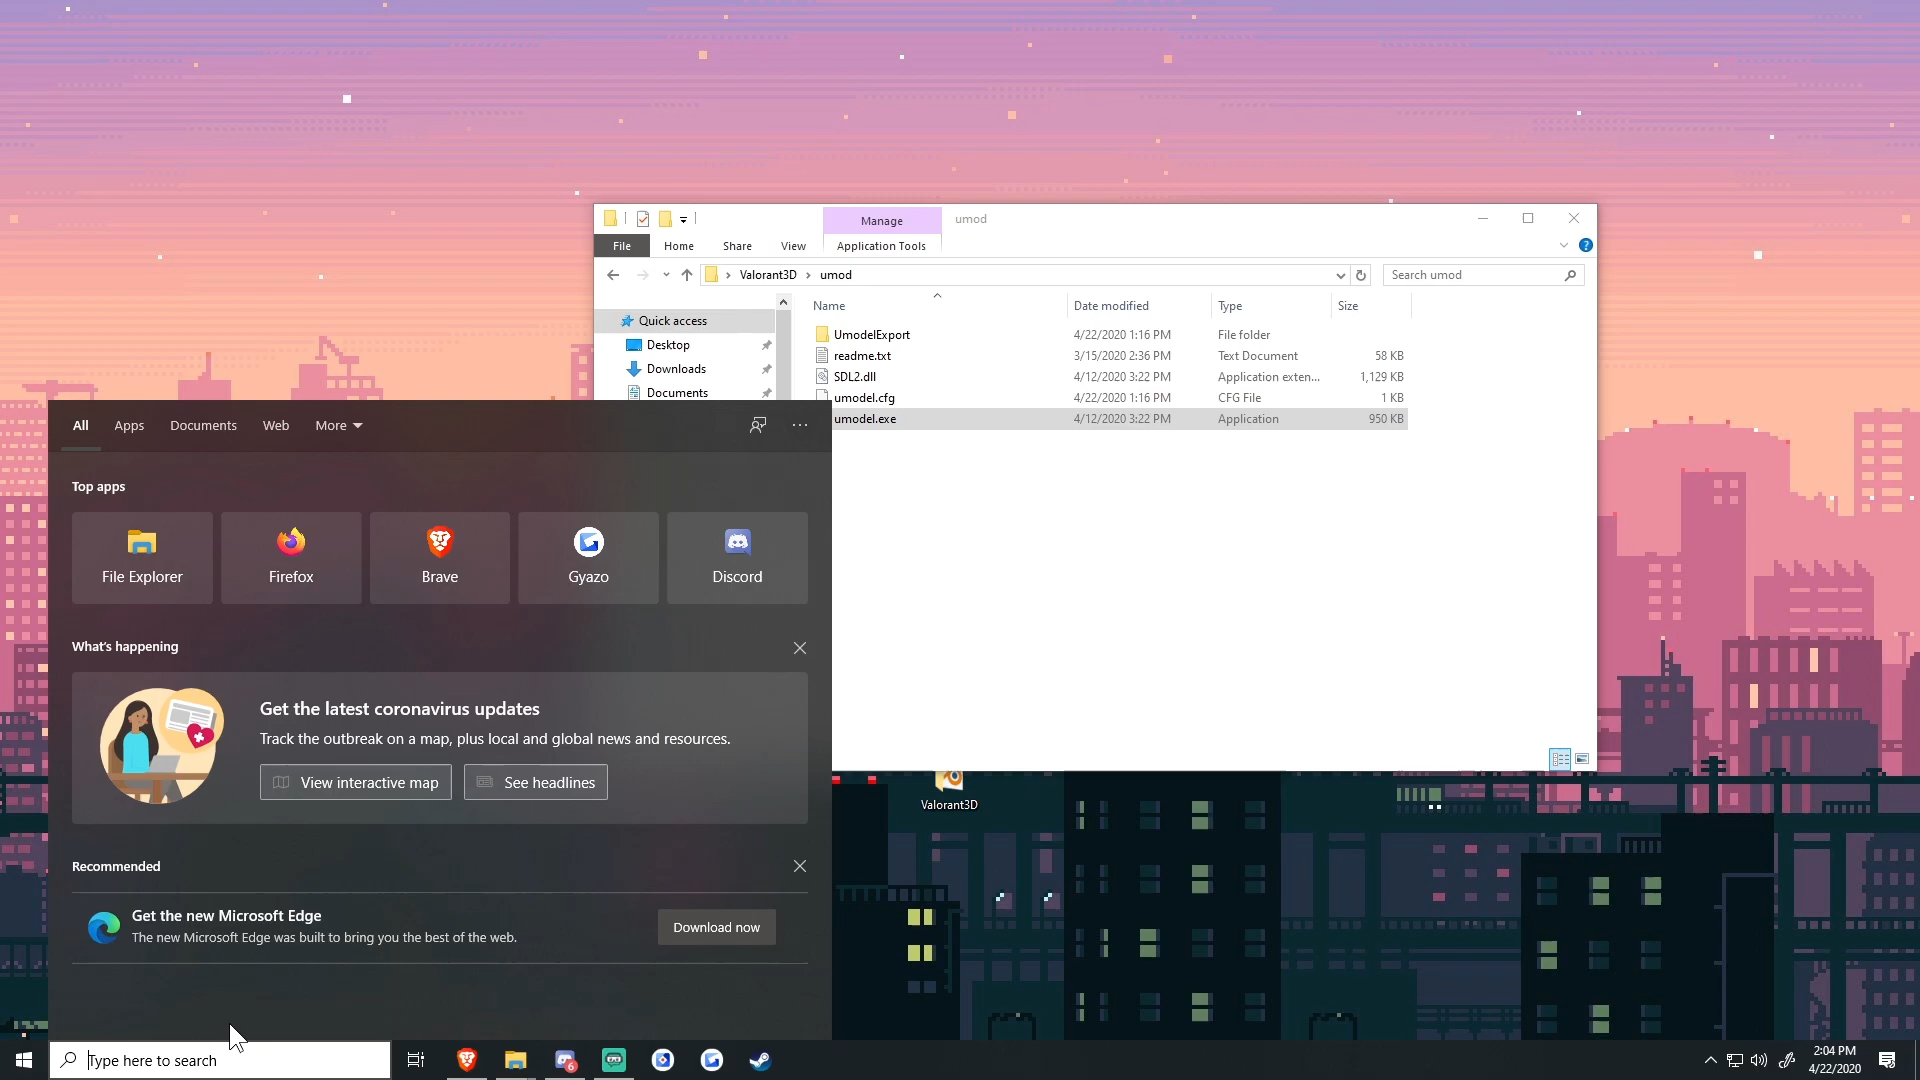 Manage
umod
File
Home
Share
View
Application Tools
Valorant3D
umod
Search umod
Name
Date modified
Type
Size
Quick access
Desktop
Downloads
Documents
UmodelExport
4/22/2020 1:16 PM
File folder
readme.txt
3/15/2020 2:36 PM
Text Document
58 KB
SDL2.dll
4/12/2020 3:22 PM
Application exten...
1,129 KB
umodel.cfg
4/22/2020 1:16 PM
CFG File
1 KB
umodel.exe
4/12/2020 3:22 PM
Application
950 KB
All
Apps
Documents
Web
More
Top apps
File Explorer
Firefox
Brave
Gyazo
Discord
What's happening
Get the latest coronavirus updates
Track the outbreak on a map, plus local and global news and resources.
View interactive map
See headlines
Recommended
Get the new Microsoft Edge
The new Microsoft Edge was built to bring you the best of the web.
Download now
Valorant3D
Type here to search
6
2:04 PM
4/22/2020